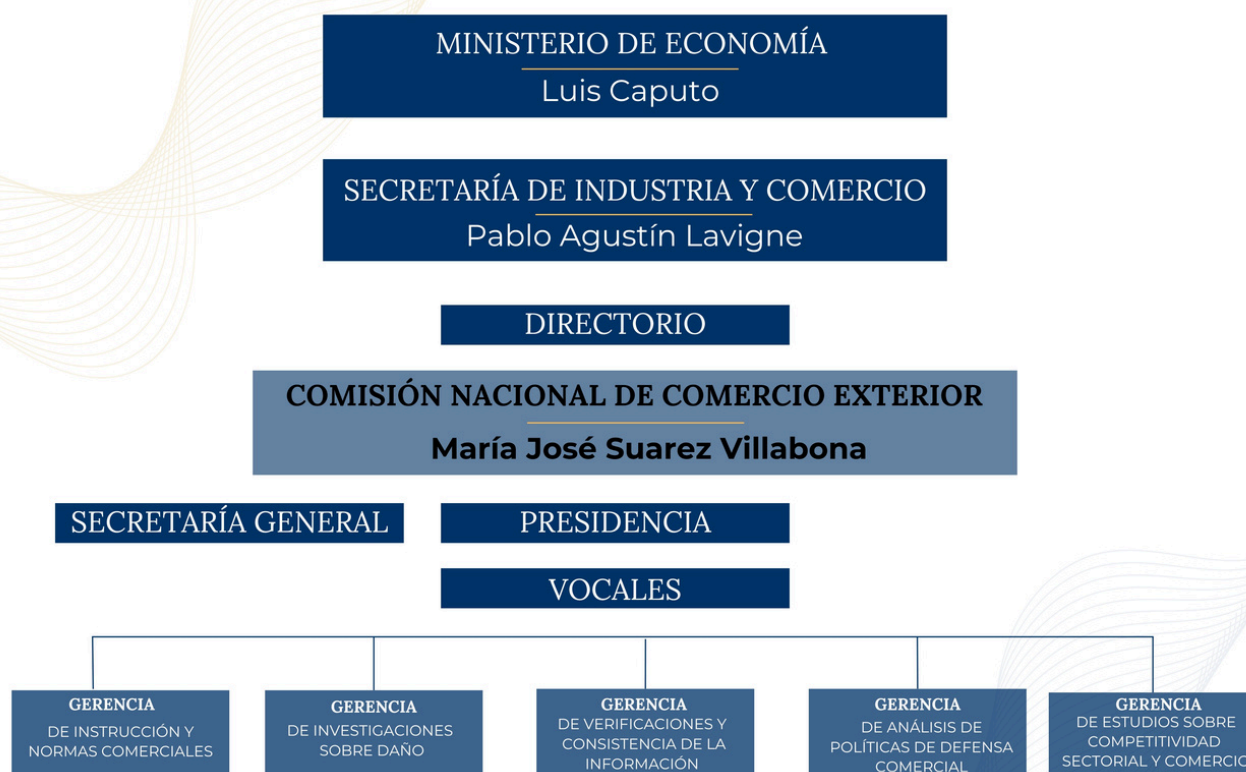 MINISTERIO DE ECONOMÍA
Luis Caputo
SECRETARÍA DE INDUSTRIA Y COMERCIO
Pablo Agustín Lavigne
DIRECTORIO
COMISIÓN NACIONAL DE COMERCIO EXTERIOR
María José Suarez Villabona
SECRETARÍA GENERAL
PRESIDENCIA
VOCALES
GERENCIA
DE INSTRUCCIÓN Y
NORMAS COMERCIALES
GERENCIA
DE INVESTIGACIONES
SOBRE DAÑO
GERENCIA
DE VERIFICACIONES Y
CONSISTENCIA DE LA
INFORMACIÓN
GERENCIA
DE ANÁLISIS DE
POLÍTICAS DE DEFENSA
COMERCIAL
GERENCIA
DE ESTUDIOS SOBRE
COMPETITIVIDAD
SECTORIAL Y COMERCIO